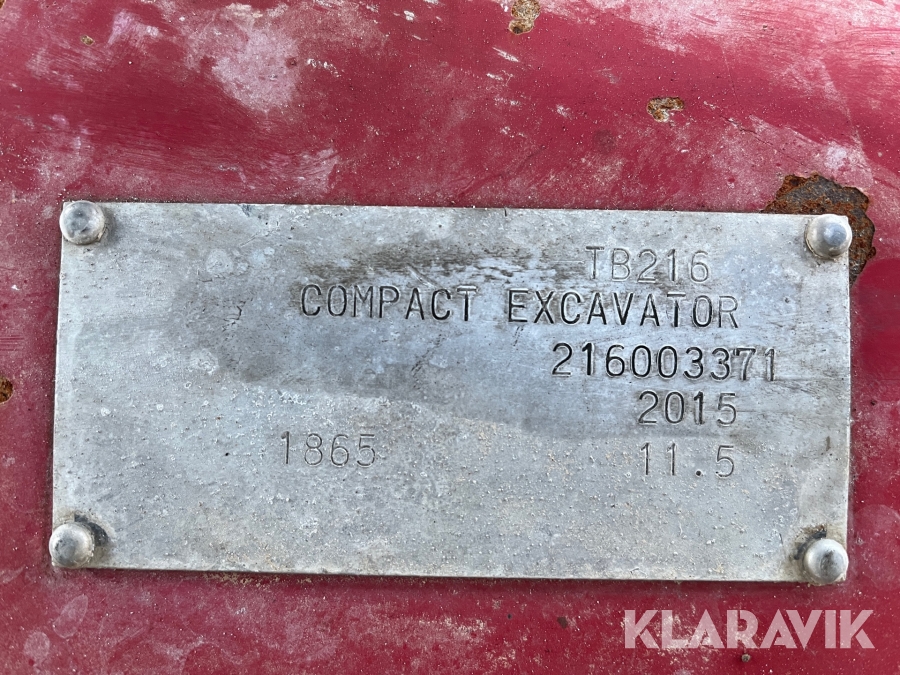 TB216
COMPACT EXCAVATOR
216003371
2015
1865 11.5
KLARAVIK